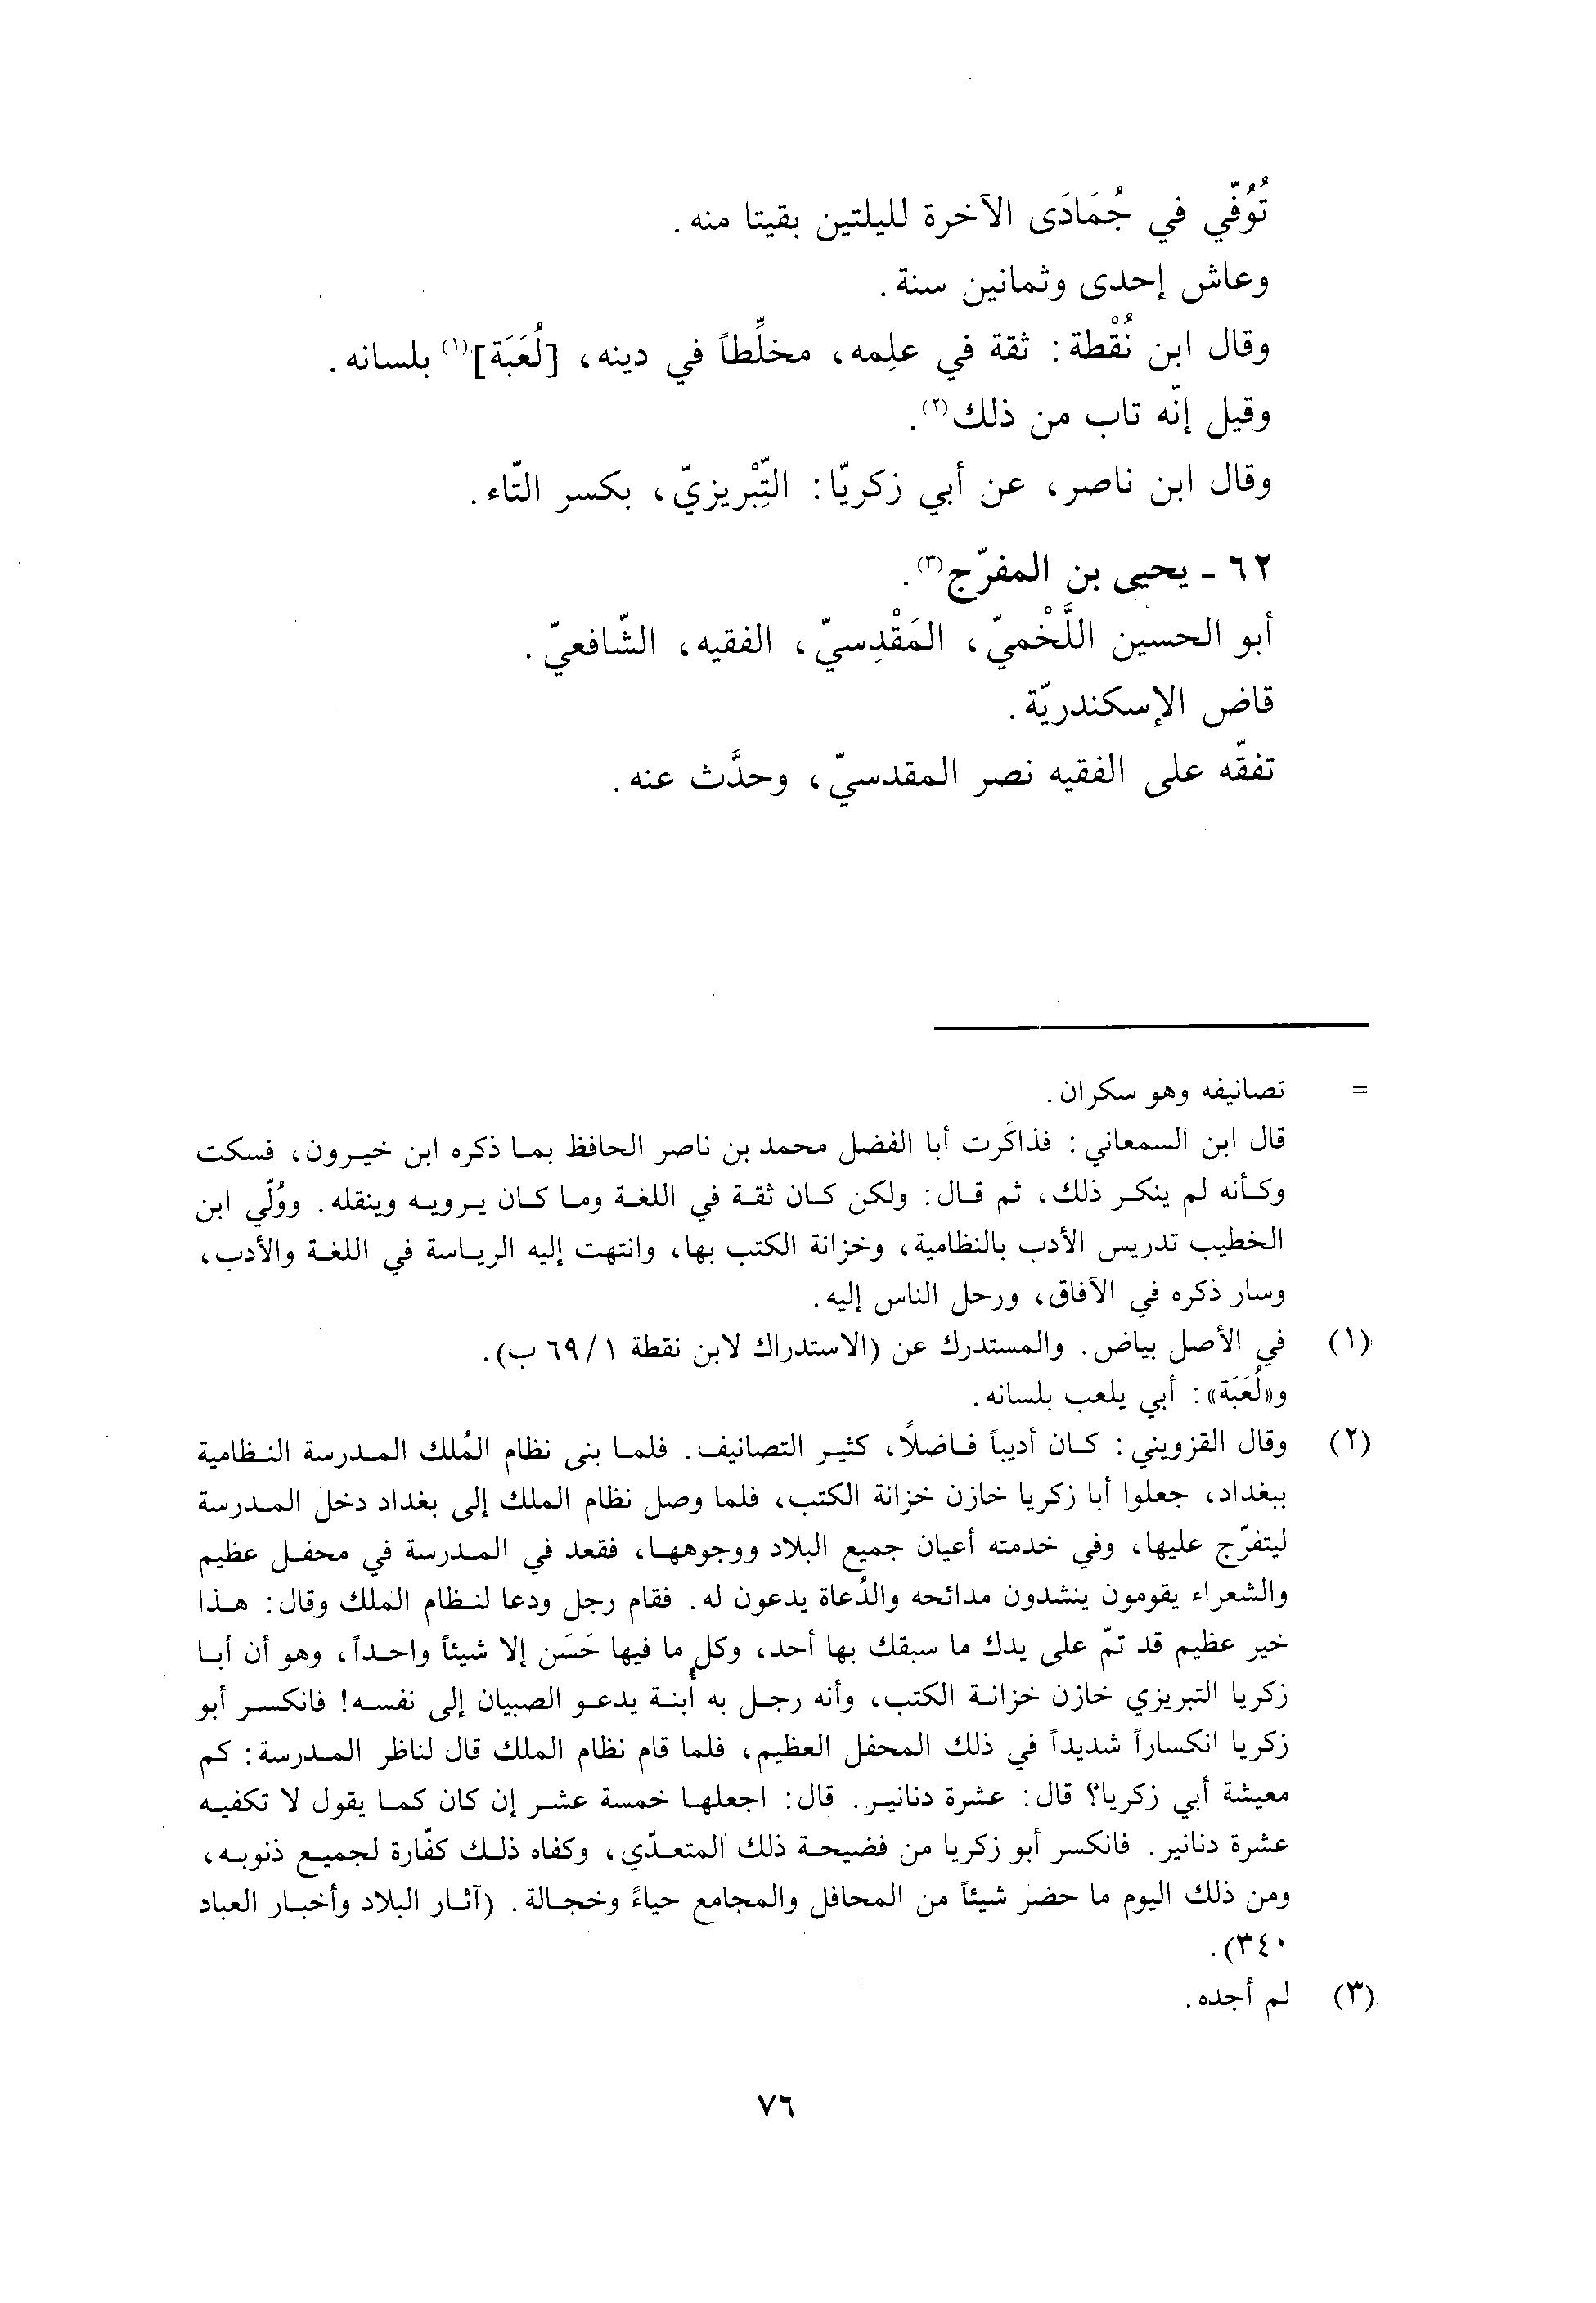 تُوُفّي في جُمَادَى الآخرة لليلتين بقيتا منه.
وعاش إحدى وثمانين سنة.
وقال ابن نُقْطة: ثقة في علِمه، مخلِّطاً في دينه، [لُعَبَة]⁽¹⁾ بلسانه.
وقيل إنّه تاب من ذلك⁽²⁾.
وقال ابن ناصر، عن أبي زكريّا: التِّبْريزيّ، بكسر التّاء.
٦٢ - يحيى بن المفرّج⁽³⁾.
أبو الحسين اللَّخْميّ، المَقْدِسيّ، الفقيه، الشّافعيّ.
قاض الإسكندريّة.
تفقّه على الفقيه نصر المقدسيّ، وحدَّث عنه.
= تصانيفه وهو سكران.
قال ابن السمعاني: فذاكَرت أبا الفضل محمد بن ناصر الحافظ بما ذكره ابن خيرون، فسكت
وكأنه لم ينكر ذلك، ثم قال: ولكن كان ثقة في اللغة وما كان يرويه وينقله. ووُلّي ابن
الخطيب تدريس الأدب بالنظامية، وخزانة الكتب بها، وانتهت إليه الرياسة في اللغة والأدب،
وسار ذكره في الآفاق، ورحل الناس إليه.
(١) في الأصل بياض. والمستدرك عن (الاستدراك لابن نقطة ١/ ٦٩ ب).
و«لُعَبَة»: أبي يلعب بلسانه.
(٢) وقال القزويني: كان أديباً فاضلاً، كثير التصانيف. فلما بنى نظام المُلك المدرسة النظامية
ببغداد، جعلوا أبا زكريا خازن خزانة الكتب، فلما وصل نظام الملك إلى بغداد دخل المدرسة
ليتفرّج عليها، وفي خدمته أعيان جميع البلاد ووجوهها، فقعد في المدرسة في محفل عظيم
والشعراء يقومون ينشدون مدائحه والدُعاة يدعون له. فقام رجل ودعا لنظام الملك وقال: هذا
خير عظيم قد تمّ على يدك ما سبقك بها أحد، وكل ما فيها حَسَن إلا شيئاً واحداً، وهو أن أبا
زكريا التبريزي خازن خزانة الكتب، وأنه رجل به أُبنة يدعو الصبيان إلى نفسه! فانكسر أبو
زكريا انكساراً شديداً في ذلك المحفل العظيم، فلما قام نظام الملك قال لناظر المدرسة: كم
معيشة أبي زكريا؟ قال: عشرة دنانير. قال: اجعلها خمسة عشر إن كان كما يقول لا تكفيه
عشرة دنانير. فانكسر أبو زكريا من فضيحة ذلك المتعدّي، وكفاه ذلك كفّارة لجميع ذنوبه،
ومن ذلك اليوم ما حضر شيئاً من المحافل والمجامع حياءً وخجالة. (آثار البلاد وأخبار العباد
٣٤٠).
(٣) لم أجده.
٧٦